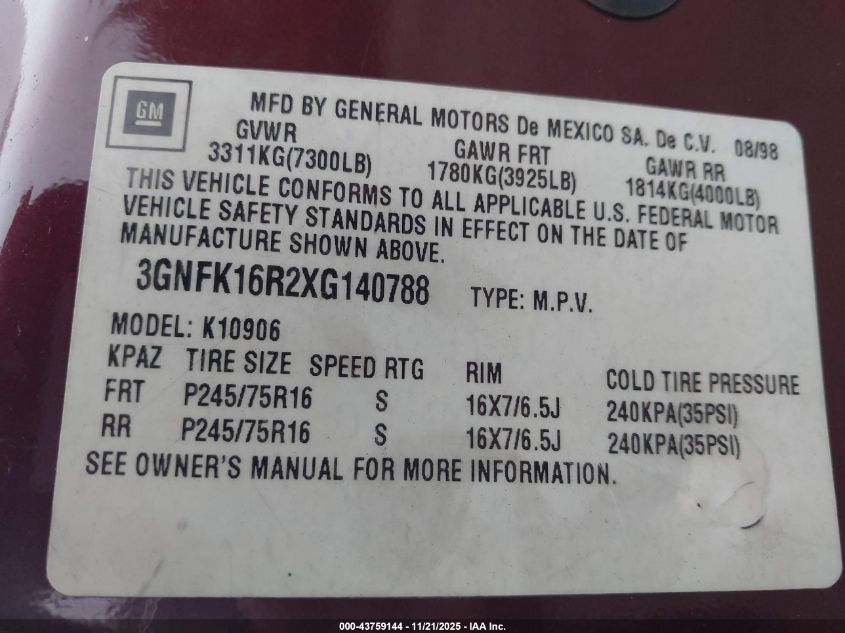 GM
MFD BY GENERAL MOTORS De MEXICO SA. De C.V. 08/98
GVWR GAWR FRT GAWR RR
3311KG(7300LB) 1780KG(3925LB) 1814KG(4000LB)
THIS VEHICLE CONFORMS TO ALL APPLICABLE U.S. FEDERAL MOTOR
VEHICLE SAFETY STANDARDS IN EFFECT ON THE DATE OF
MANUFACTURE SHOWN ABOVE.
3GNFK16R2XG140788 TYPE: M.P.V.
MODEL: K10906
KPAZ TIRE SIZE SPEED RTG RIM COLD TIRE PRESSURE
FRT P245/75R16 S 16X7/6.5J 240KPA(35PSI)
RR P245/75R16 S 16X7/6.5J 240KPA(35PSI)
SEE OWNER'S MANUAL FOR MORE INFORMATION.
000-43759144 - 11/21/2025 - IAA Inc.